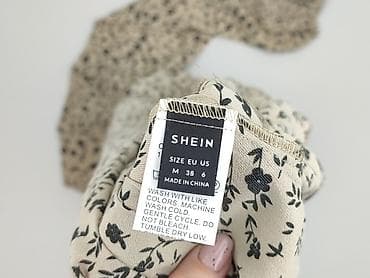 SHEIN
SIZE EU US
M 38 6
MADE IN CHINA
WASH WITH LIKE
COLORS. MACHINE
WASH COLD.
GENTLE CYCLE. DO
NOT BLEACH.
TUMBLE DRY LOW.